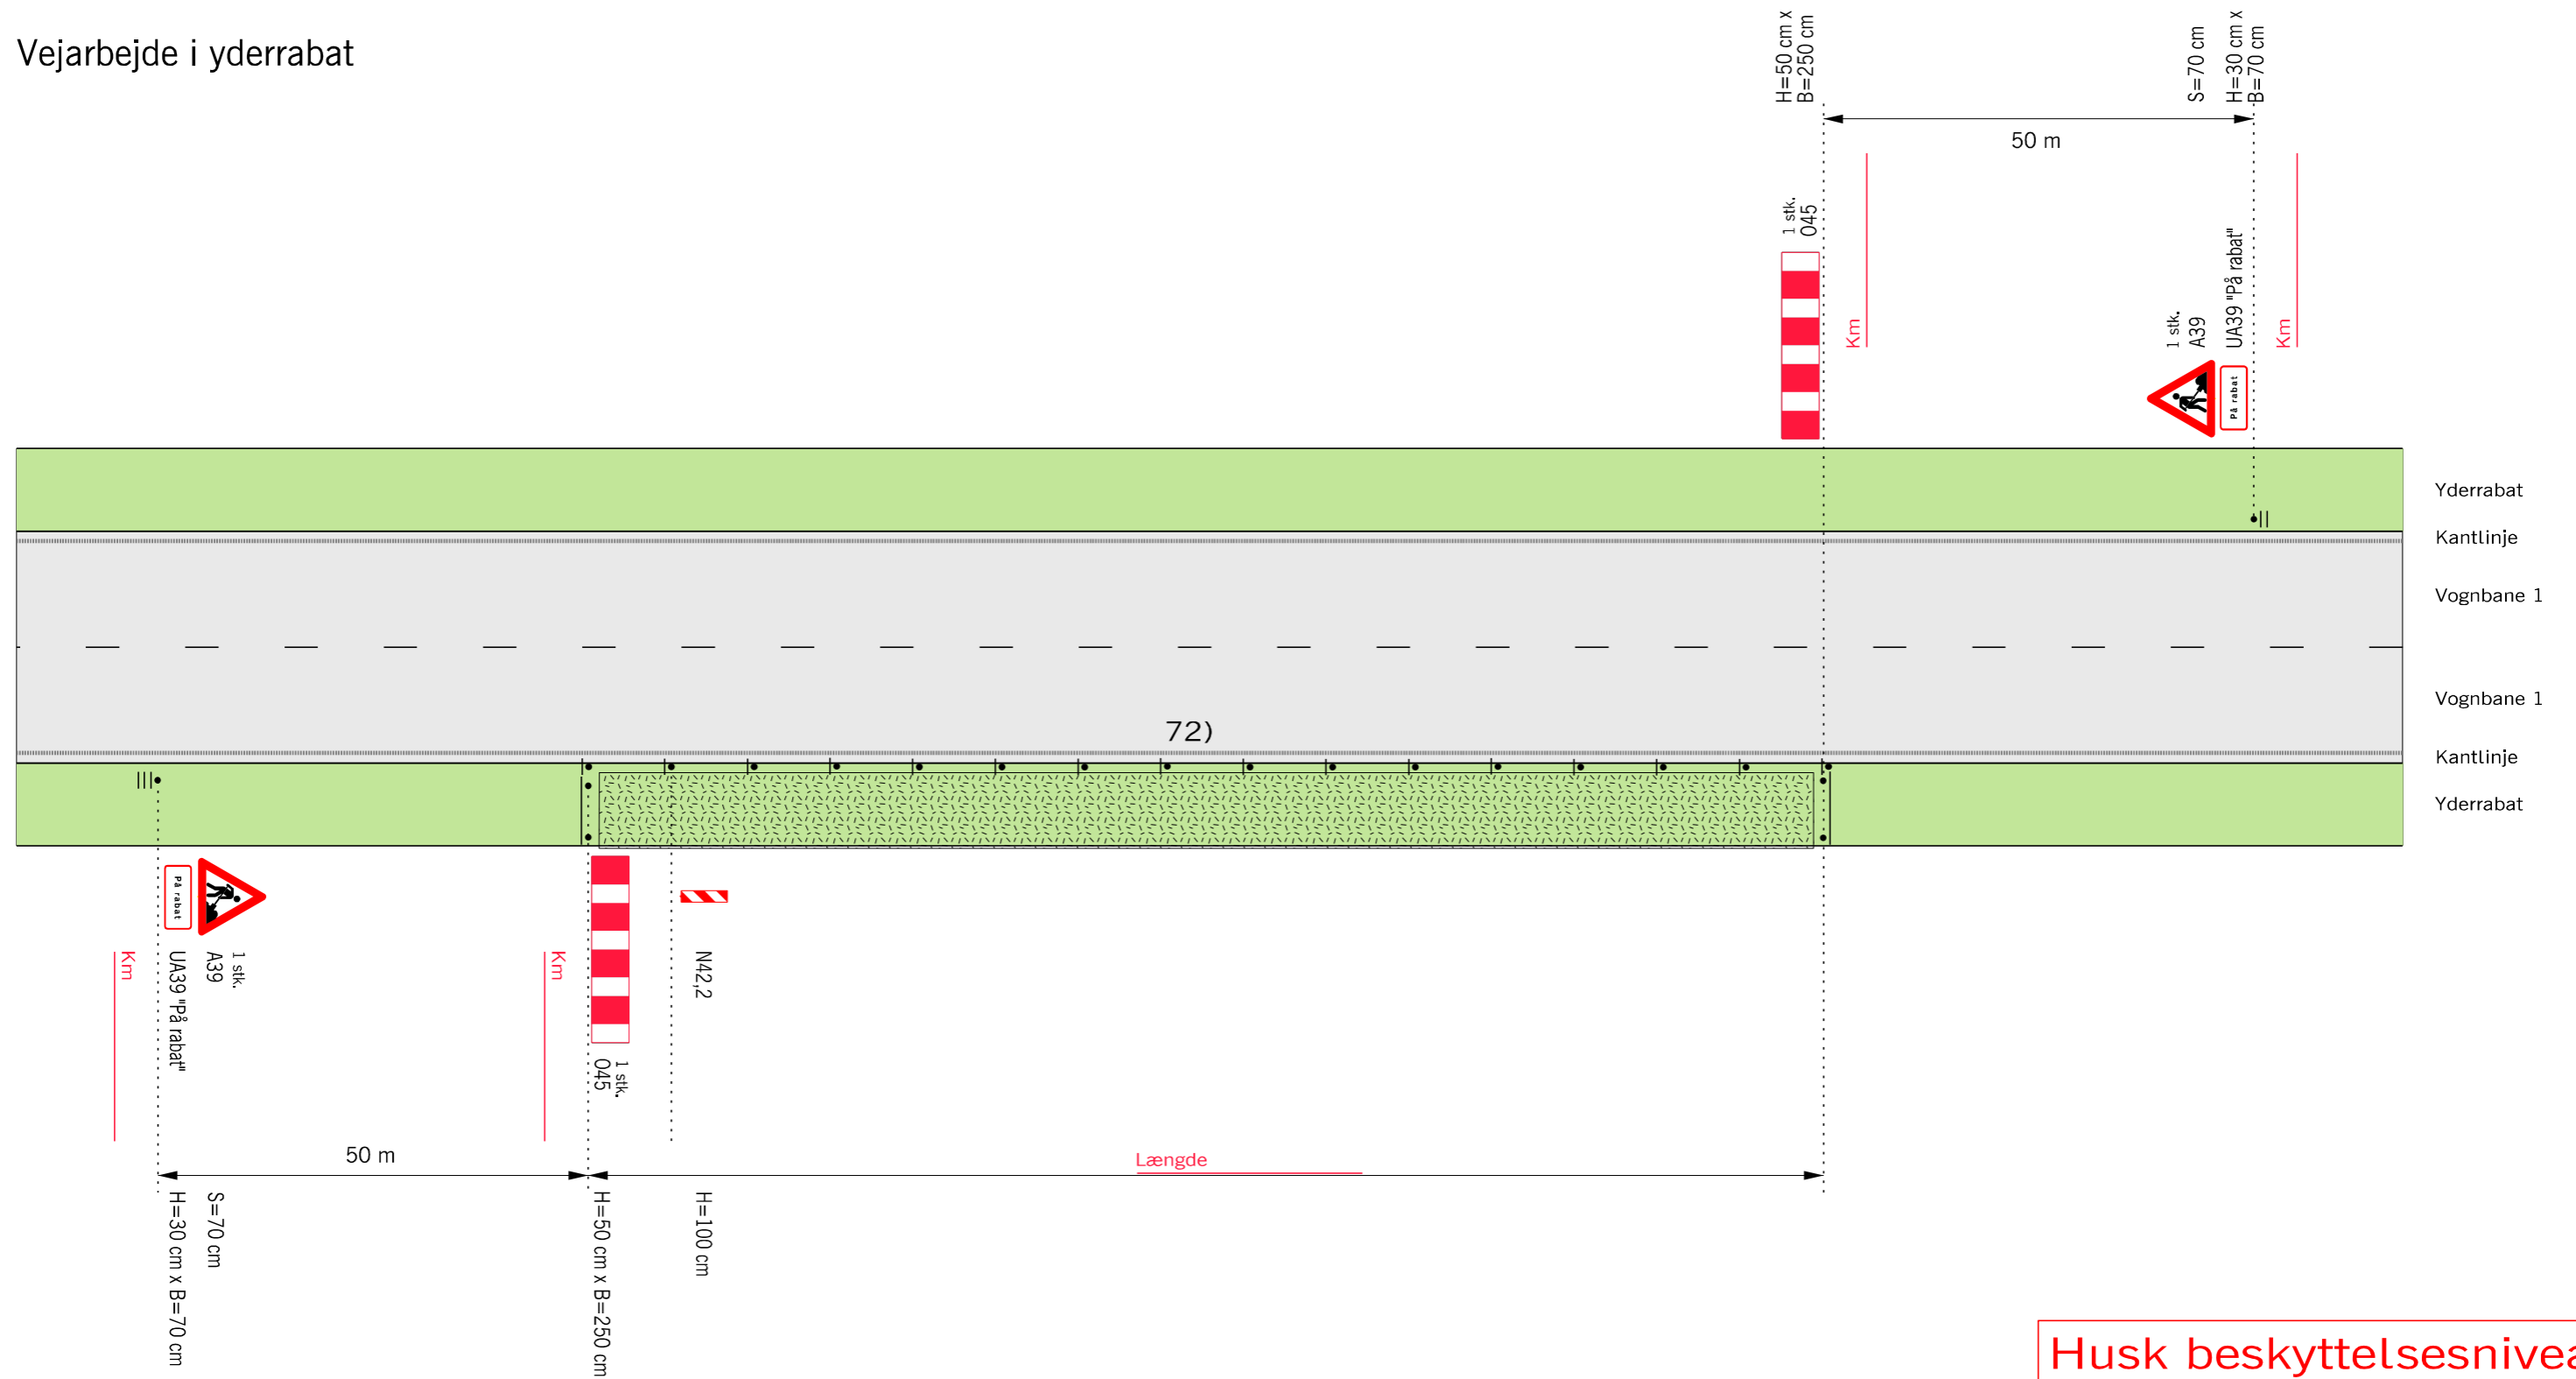 Vejarbejde i yderrabat
H=50 cm x
B=250 cm
S=70 cm
H=30 cm x
B=70 cm
50 m
1 stk.
045
Km
1 stk.
A39
UA39 "På rabat"
Km
På rabat
Yderrabat
Kantlinje
Vognbane 1
Vognbane 1
72)
Kantlinje
Yderrabat
På rabat
Km
UA39 "På rabat"
A39
1 stk.
Km
045
1 stk.
N42,2
50 m
Længde
H=30 cm x B=70 cm
S=70 cm
H=50 cm x B=250 cm
H=100 cm